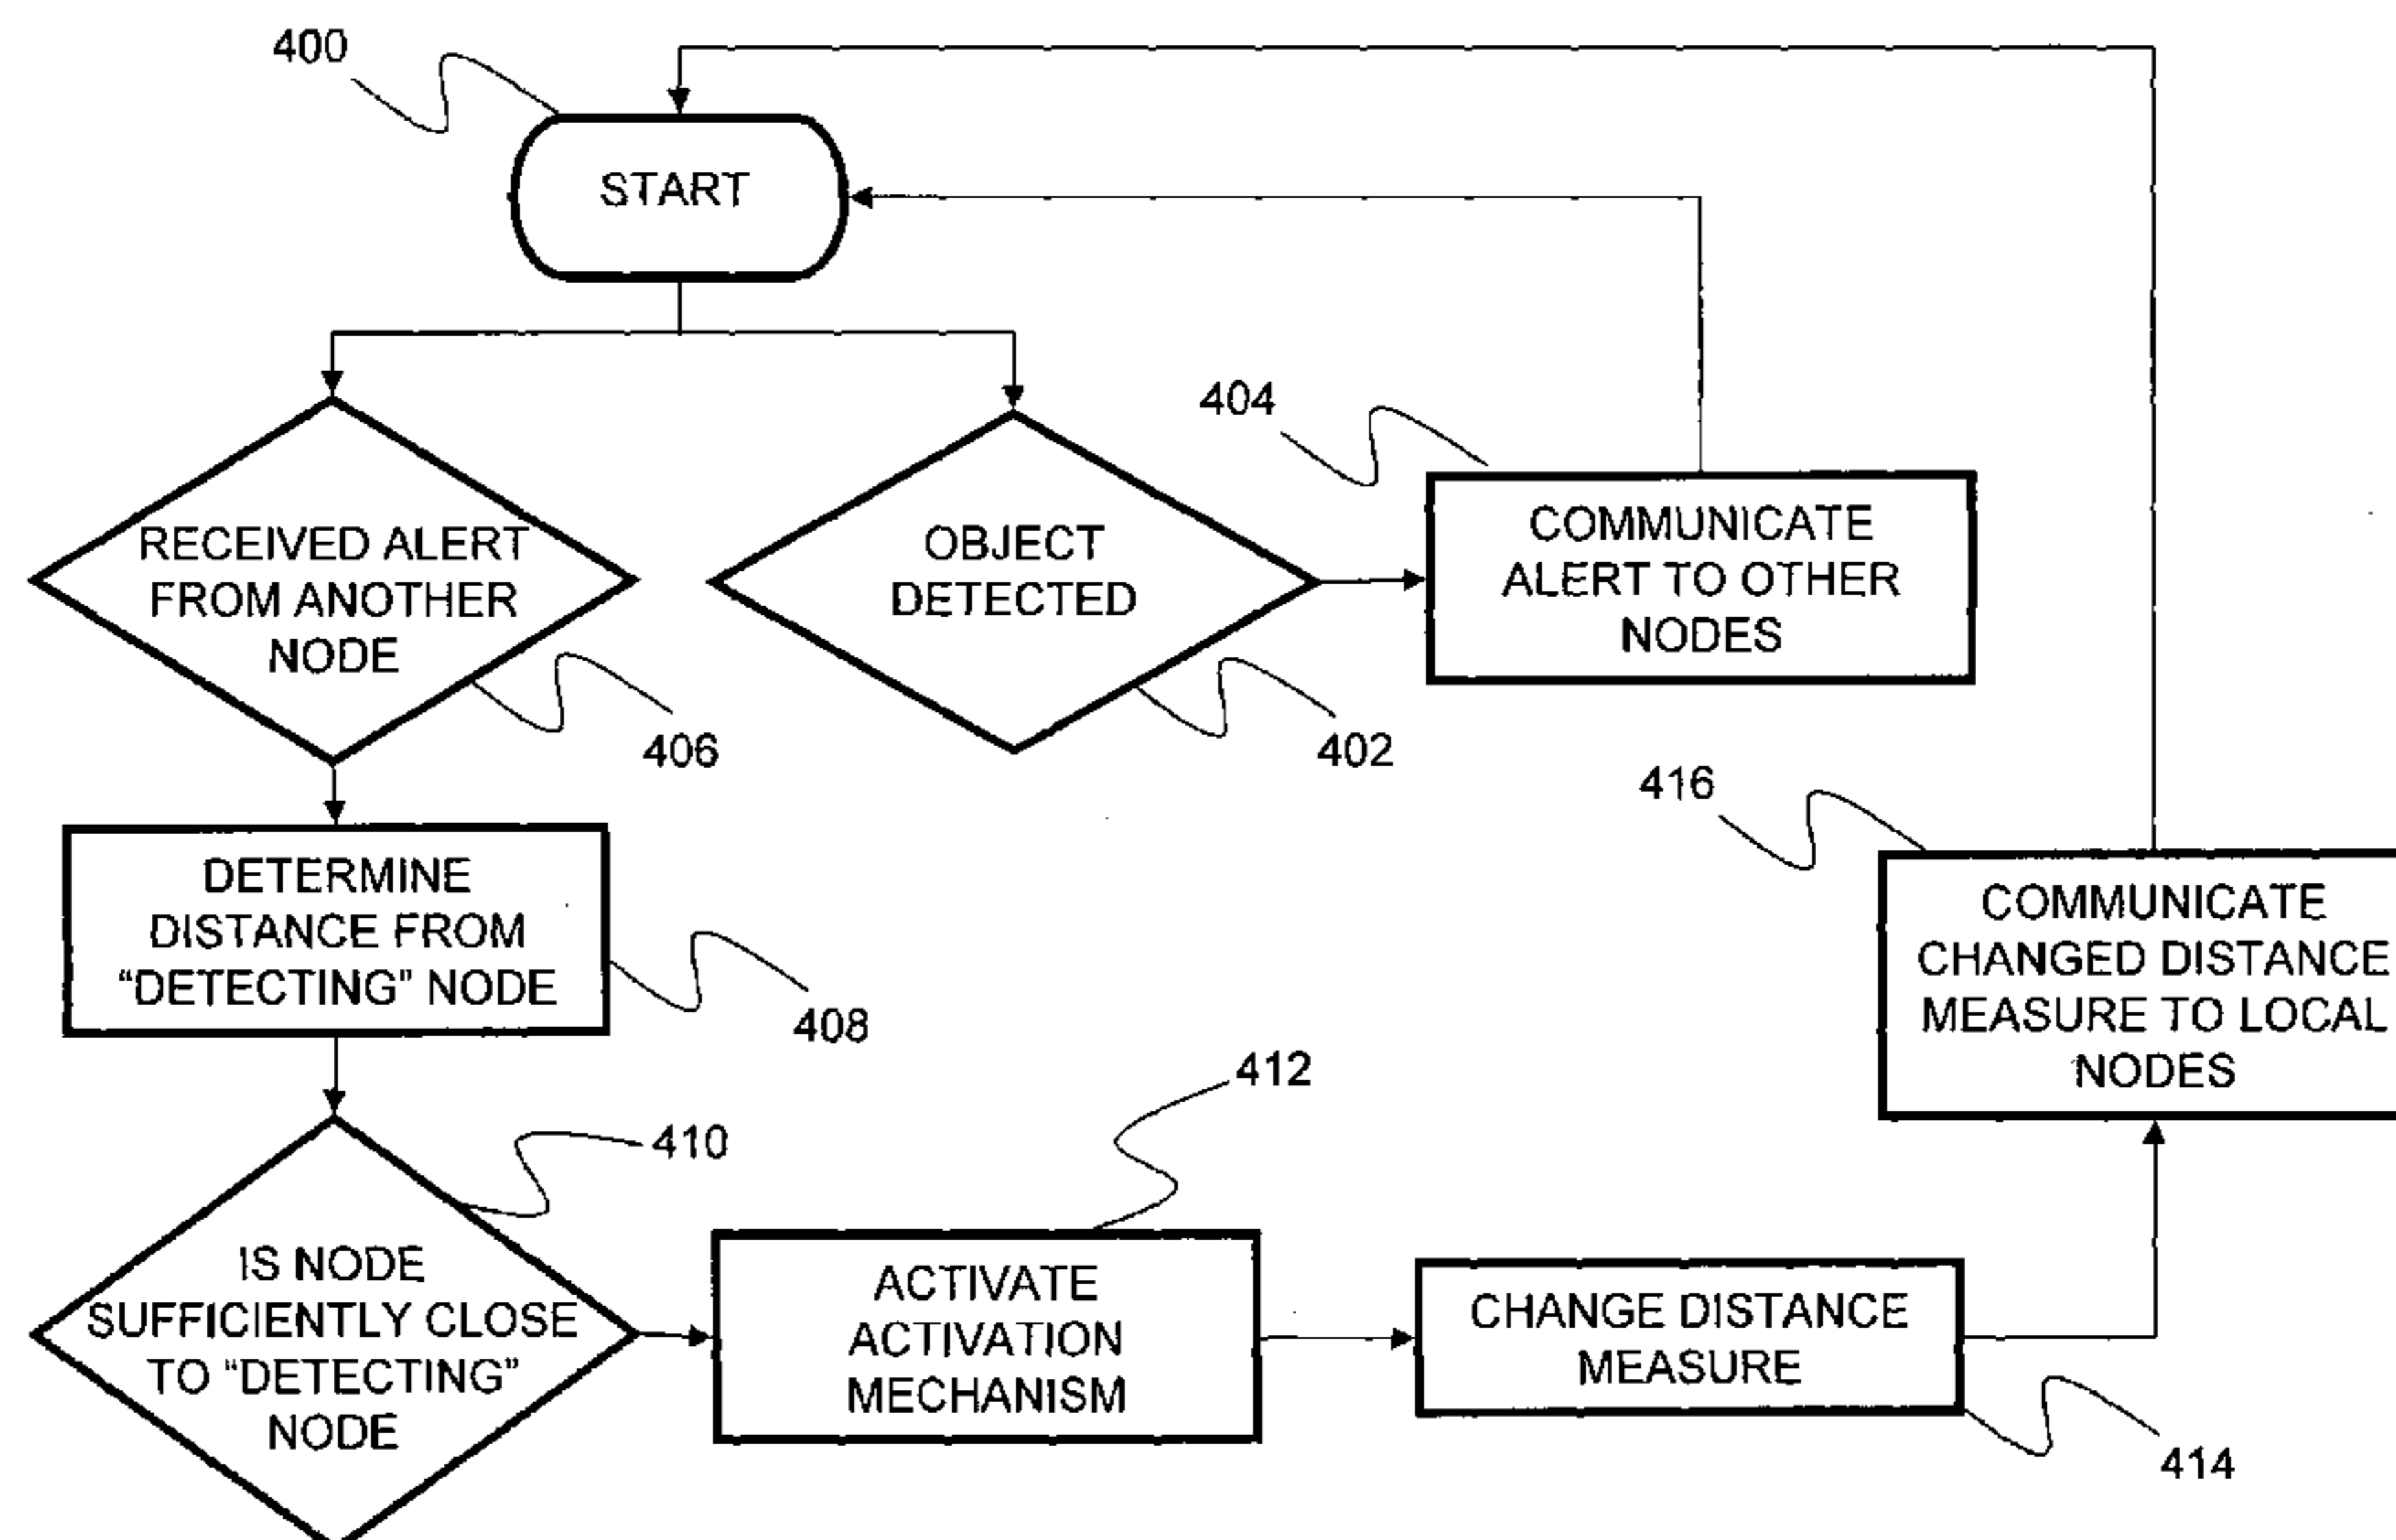 400
START
404
RECEIVED ALERT
FROM ANOTHER
NODE
OBJECT
DETECTED
COMMUNICATE
ALERT TO OTHER
NODES
406
402
416
DETERMINE
DISTANCE FROM
“DETECTING” NODE
408
COMMUNICATE
CHANGED DISTANCE
MEASURE TO LOCAL
NODES
412
410
IS NODE
SUFFICIENTLY CLOSE
TO “DETECTING”
NODE
ACTIVATE
ACTIVATION
MECHANISM
CHANGE DISTANCE
MEASURE
414